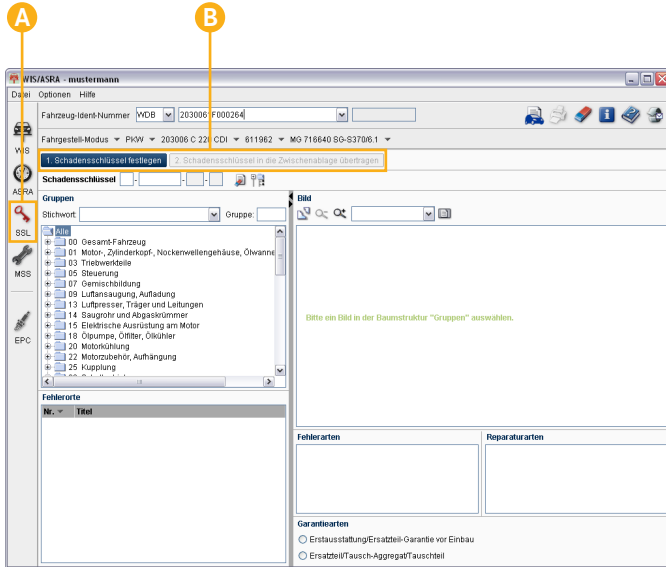 A B
WIS/ASRA - mustermann
Datei Optionen Hilfe
Fahrzeug-Ident-Nummer WDB 2030061F000264
Fahrgestell-Modus PKW 203006 C 220 CDI 611962 MG 716640 SG-S370/6.1
1. Schadensschlüssel festlegen 2. Schadensschlüssel in die Zwischenablage übertragen
Schadensschlüssel - - -
WIS
ASRA
SSL
MSS
EPC
Gruppen
Stichwort Gruppe:
Alle
00 Gesamt-Fahrzeug
01 Motor-, Zylinderkopf-, Nockenwellengehäuse, Ölwanne
03 Triebwerkteile
05 Steuerung
07 Gemischbildung
09 Luftansaugung, Aufladung
13 Luftpresser, Träger und Leitungen
14 Saugrohr und Abgaskrümmer
15 Elektrische Ausrüstung am Motor
18 Ölpumpe, Ölfilter, Ölkühler
20 Motorkühlung
22 Motorzubehör, Aufhängung
25 Kupplung
Fehlerorte
Nr. Titel
Bild
Bitte ein Bild in der Baumstruktur "Gruppen" auswählen.
Fehlerarten Reparaturarten
Garantiearten
Erstausstattung/Ersatzteil-Garantie vor Einbau
Ersatzteil/Tausch-Aggregat/Tauschteil